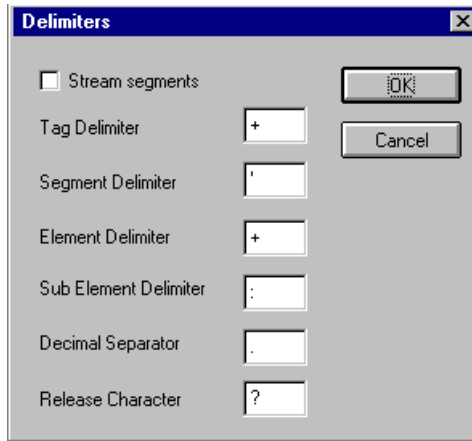 Delimiters
Stream segments
OK
Tag Delimiter +
Cancel
Segment Delimiter '
Element Delimiter +
Sub Element Delimiter :
Decimal Separator .
Release Character ?